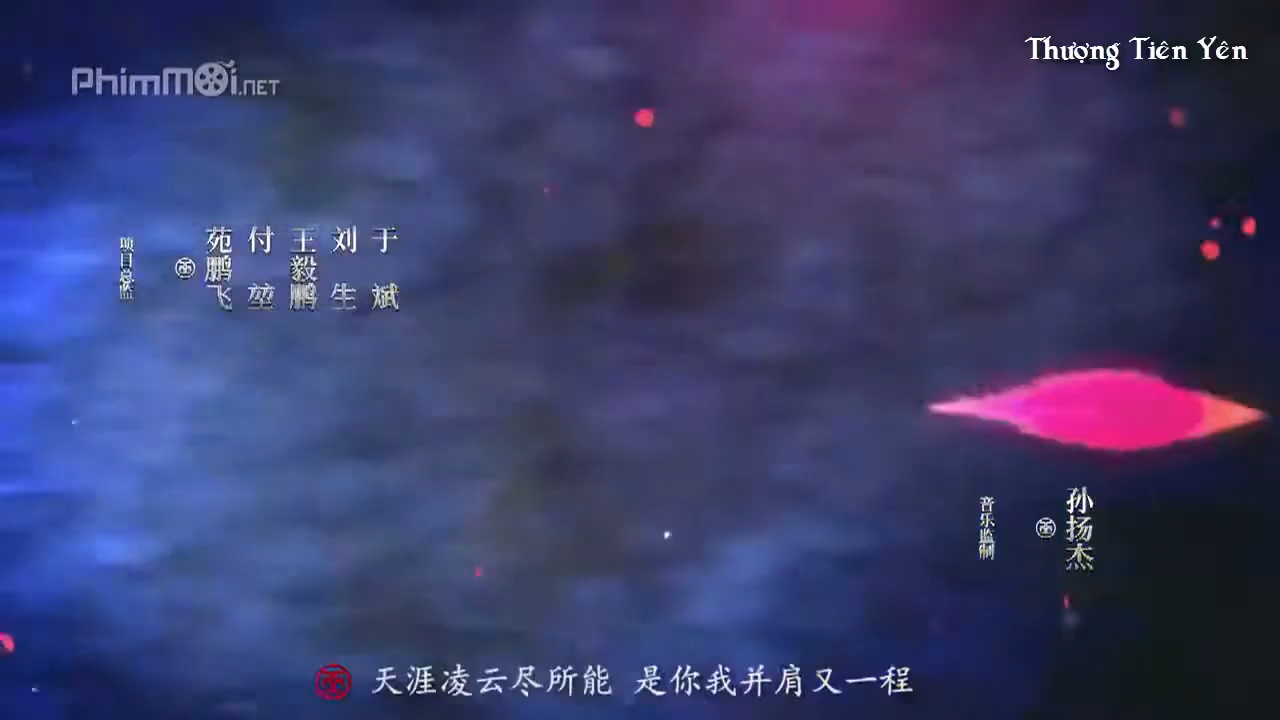 Thượng Tiên Yên
PhimMỗi.NET
项目总监
苑鹏飞
付堃
王毅鹏
刘生
于斌
音乐监制
孙扬杰
天涯凌云尽所能 是你我并肩又一程